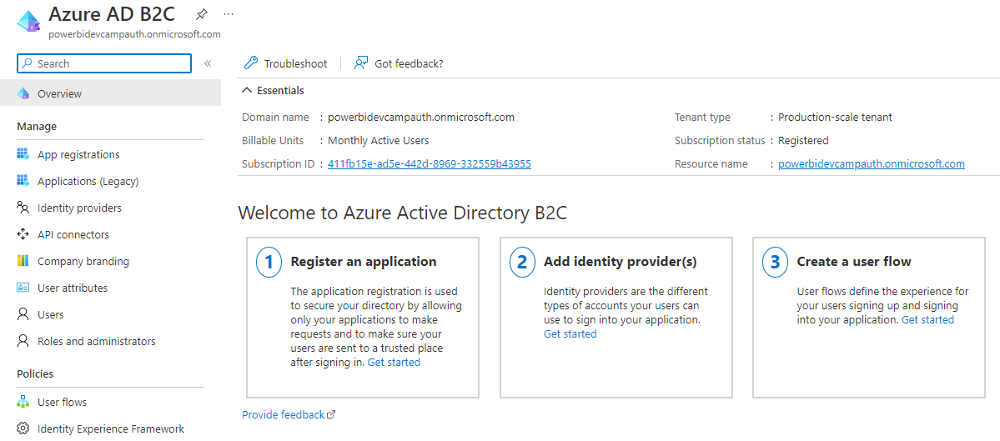 Azure AD B2C
powerbidevcampauth.onmicrosoft.com
Search
«
Overview
Manage
App registrations
Applications (Legacy)
Identity providers
API connectors
Company branding
User attributes
Users
Roles and administrators
Policies
User flows
Identity Experience Framework
Troubleshoot
Got feedback?
Essentials
Domain name : powerbidevcampauth.onmicrosoft.com
Billable Units : Monthly Active Users
Subscription ID : 411fb15e-ad5e-442d-8969-332559b43955
Tenant type : Production-scale tenant
Subscription status : Registered
Resource name : powerbidevcampauth.onmicrosoft.com
Welcome to Azure Active Directory B2C
1 Register an application
The application registration is used
to secure your directory by allowing
only your applications to make
requests and to make sure your
users are sent to a trusted place
after signing in. Get started
2 Add identity provider(s)
Identity providers are the different
types of accounts your users can
use to sign into your application.
Get started
3 Create a user flow
User flows define the experience for
your users signing up and signing
into your application. Get started
Provide feedback